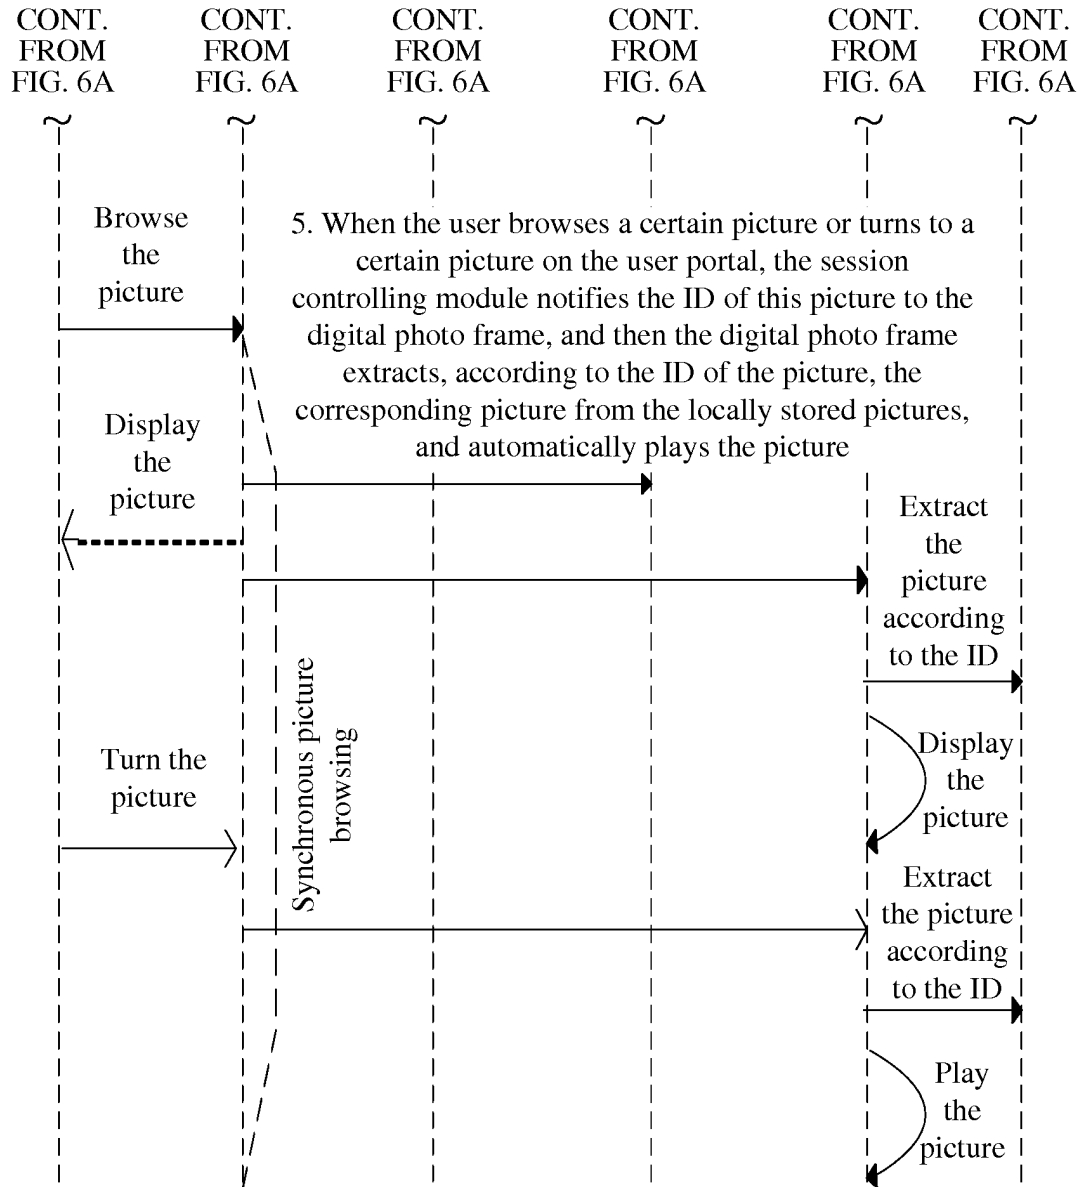 CONT.
FROM
FIG. 6A
CONT.
FROM
FIG. 6A
CONT.
FROM
FIG. 6A
CONT.
FROM
FIG. 6A
CONT.
FROM
FIG. 6A
CONT.
FROM
FIG. 6A
Browse
the
picture
5. When the user browses a certain picture or turns to a
certain picture on the user portal, the session
controlling module notifies the ID of this picture to the
digital photo frame, and then the digital photo frame
extracts, according to the ID of the picture, the
corresponding picture from the locally stored pictures,
and automatically plays the picture
Display
the
picture
Extract
the
picture
according
to the ID
Synchronous picture
browsing
Turn the
picture
Display
the
picture
Extract
the picture
according
to the ID
Play
the
picture